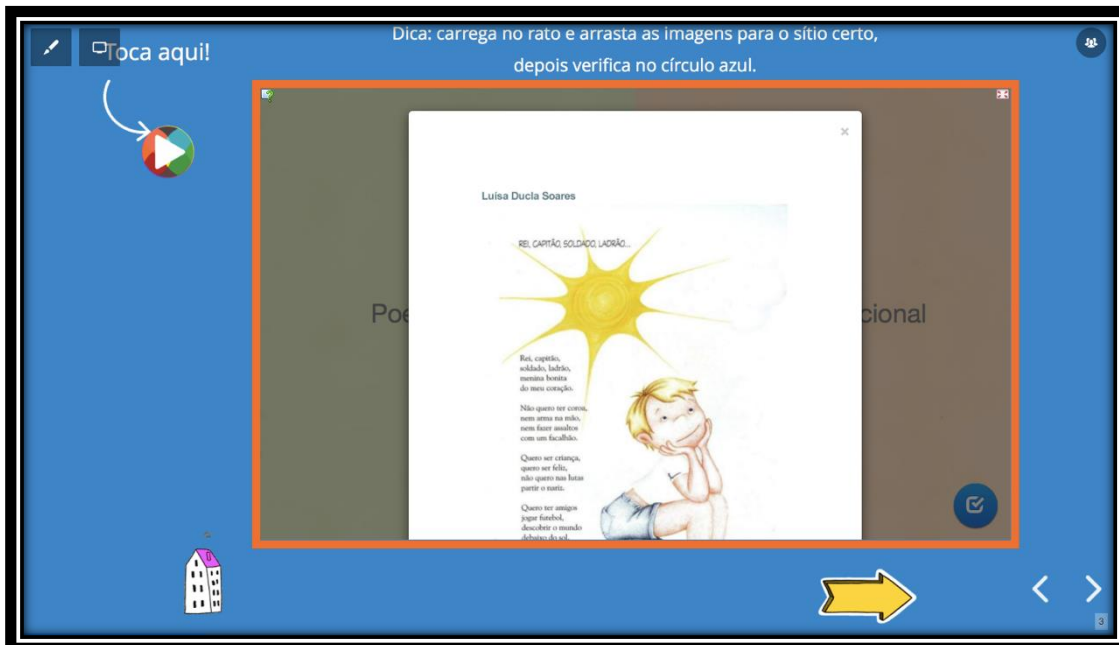 Toca aqui!
Dica: carrega no rato e arrasta as imagens para o sítio certo,
depois verifica no círculo azul.
×
Luísa Ducla Soares
REI, CAPITÃO, SOLDADO, LADRÃO...
Poe
cional
Rei, capitão,
soldado, ladrão,
menina bonita
do meu coração.
Não quero ter coroa,
nem arma na mão,
nem fazer assaltos
com um facalhão.
Quero ser criança,
quero ser feliz,
não quero nas lutas
partir o nariz.
Quero ter amigos
jogar futebol,
descobrir o mundo
debaixo do sol.
3